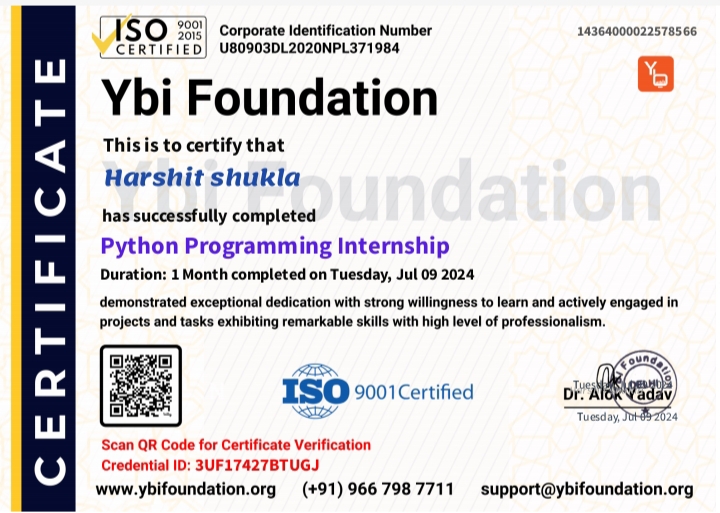 CERTIFICATE
ISO 9001
2015
CERTIFIED
Corporate Identification Number
U80903DL2020NPL371984
14364000022578566
Yb
Ybi Foundation
This is to certify that
Ybi Foundation
Harshit shukla
has successfully completed
Python Programming Internship
Duration: 1 Month completed on Tuesday, Jul 09 2024
demonstrated exceptional dedication with strong willingness to learn and actively engaged in
projects and tasks exhibiting remarkable skills with high level of professionalism.
ISO 9001Certified
Ybi Foundation
DELHI
Dr. Alok Yadav
Tuesday, Jul 09 2024
Scan QR Code for Certificate Verification
Credential ID: 3UF17427BTUGJ
www.ybifoundation.org (+91) 966 798 7711 support@ybifoundation.org